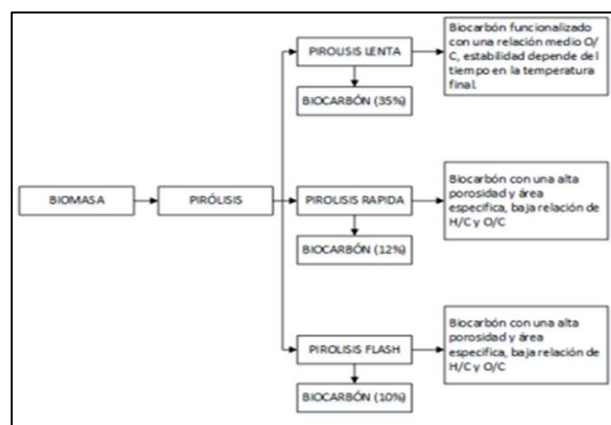 Biocarbón funcionalizado
con una relación medio O/
C, estabilidad depende del
tiempo en la temperatura
final.
PIROLISIS LENTA
BIOCARBÓN (35%)
BIOMASA
PIRÓLISIS
PIROLISIS RAPIDA
Biocarbón con una alta
porosidad y área
especifica, baja relación de
H/C y O/C
BIOCARBÓN (12%)
PIROLISIS FLASH
Biocarbón con una alta
porosidad y área
especifica, baja relación de
H/C y O/C
BIOCARBÓN (10%)